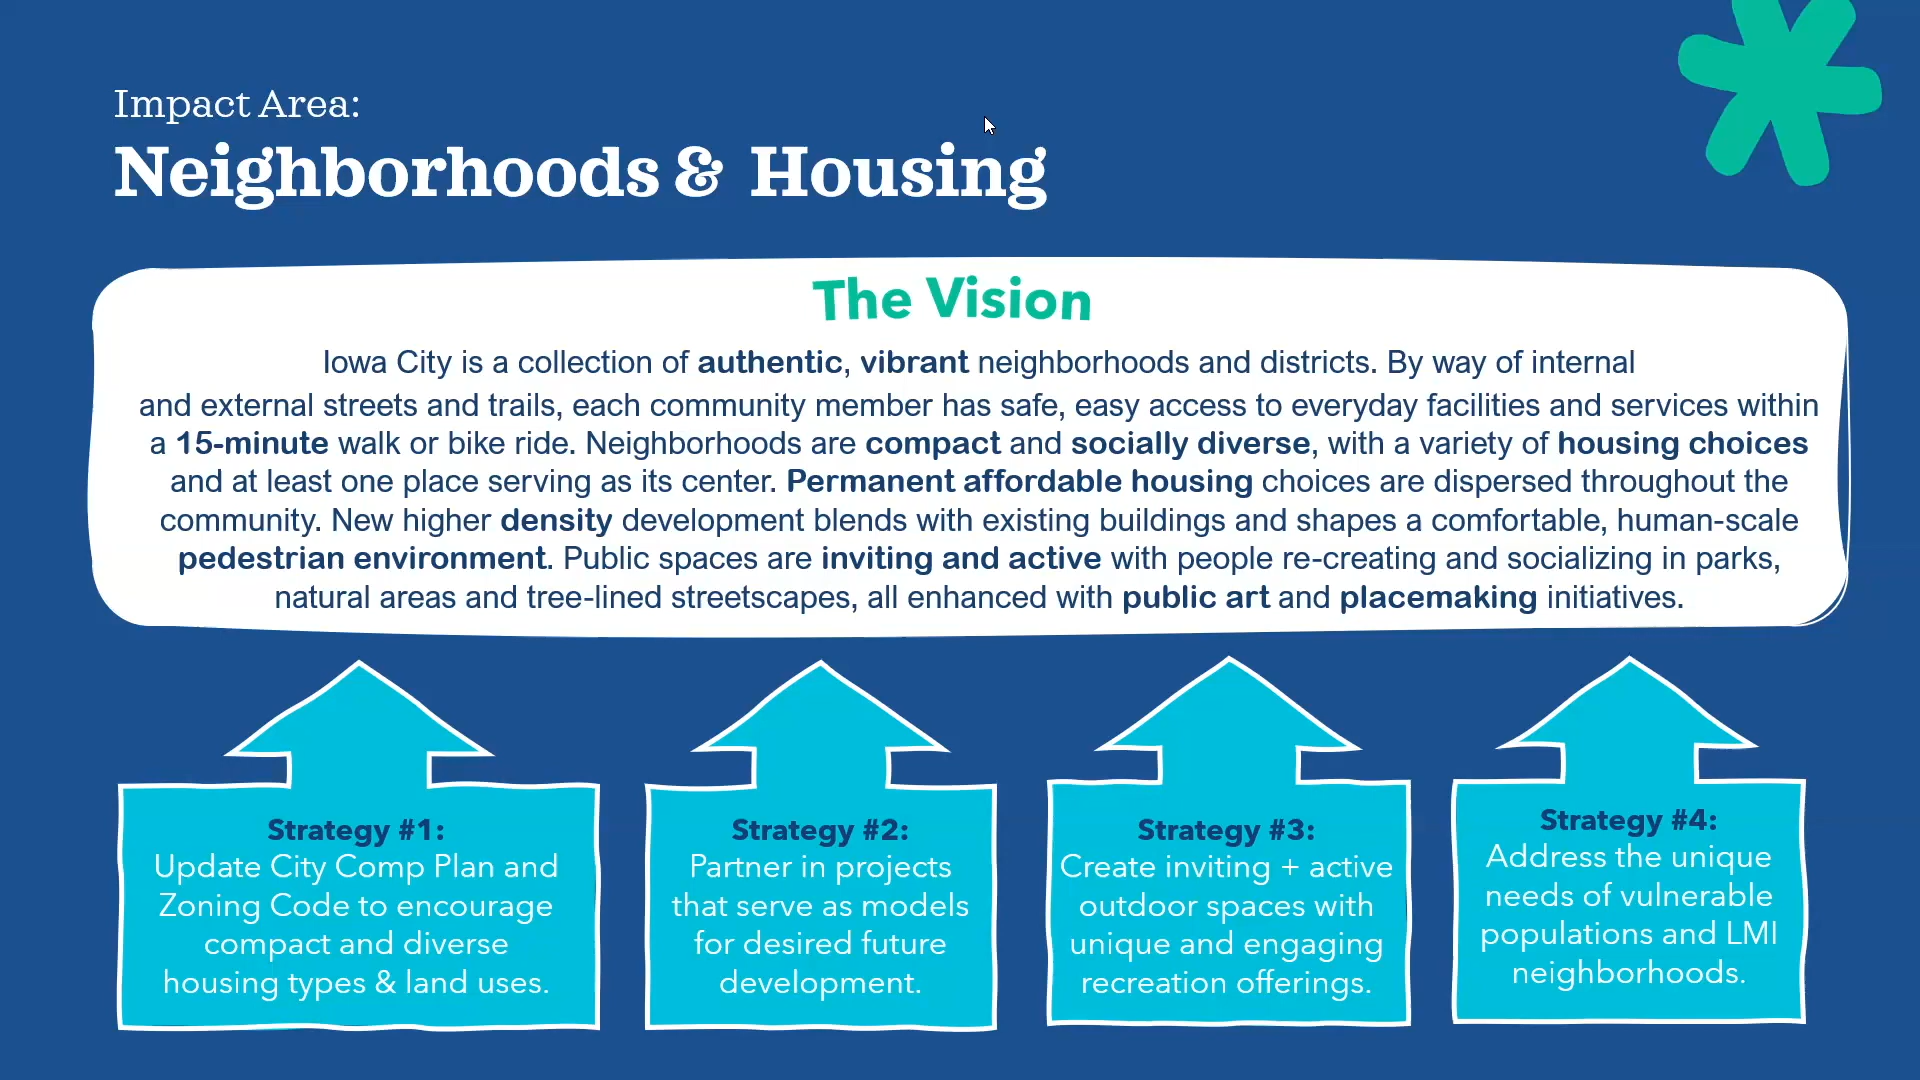 Impact Area:
Neighborhoods & Housing
The Vision
Iowa City is a collection of authentic, vibrant neighborhoods and districts. By way of internal
and external streets and trails, each community member has safe, easy access to everyday facilities and services within
a 15-minute walk or bike ride. Neighborhoods are compact and socially diverse, with a variety of housing choices
and at least one place serving as its center. Permanent affordable housing choices are dispersed throughout the
community. New higher density development blends with existing buildings and shapes a comfortable, human-scale
pedestrian environment. Public spaces are inviting and active with people re-creating and socializing in parks,
natural areas and tree-lined streetscapes, all enhanced with public art and placemaking initiatives.
Strategy #1:
Update City Comp Plan and
Zoning Code to encourage
compact and diverse
housing types & land uses.
Strategy #2:
Partner in projects
that serve as models
for desired future
development.
Strategy #3:
Create inviting + active
outdoor spaces with
unique and engaging
recreation offerings.
Strategy #4:
Address the unique
needs of vulnerable
populations and LMI
neighborhoods.